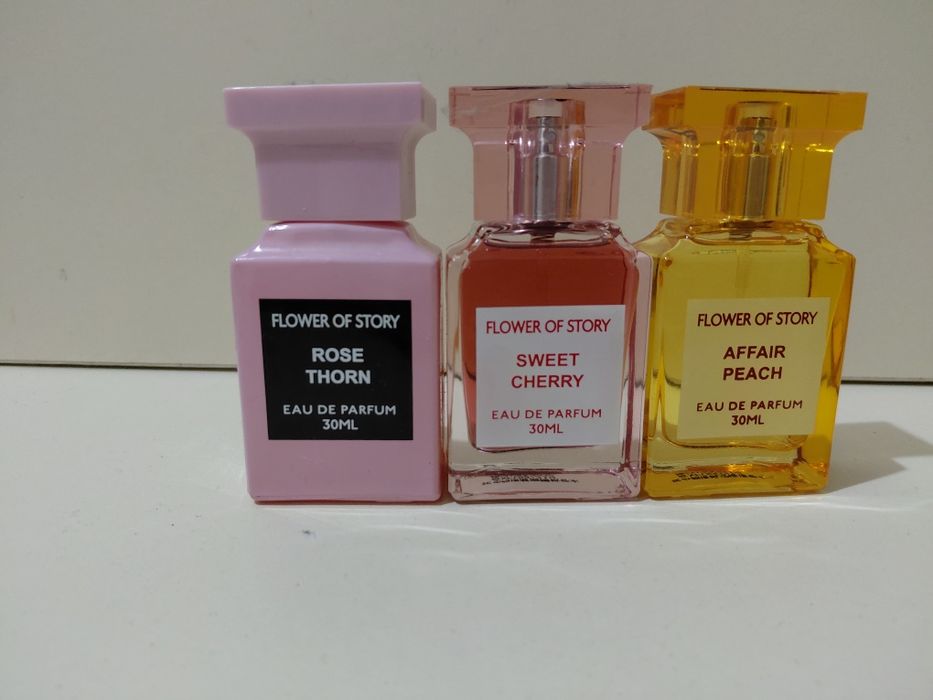 FLOWER OF STORY
ROSE
THORN
EAU DE PARFUM
30ML
FLOWER OF STORY
SWEET
CHERRY
EAU DE PARFUM
30ML
FLOWER OF STORY
AFFAIR
PEACH
EAU DE PARFUM
30ML